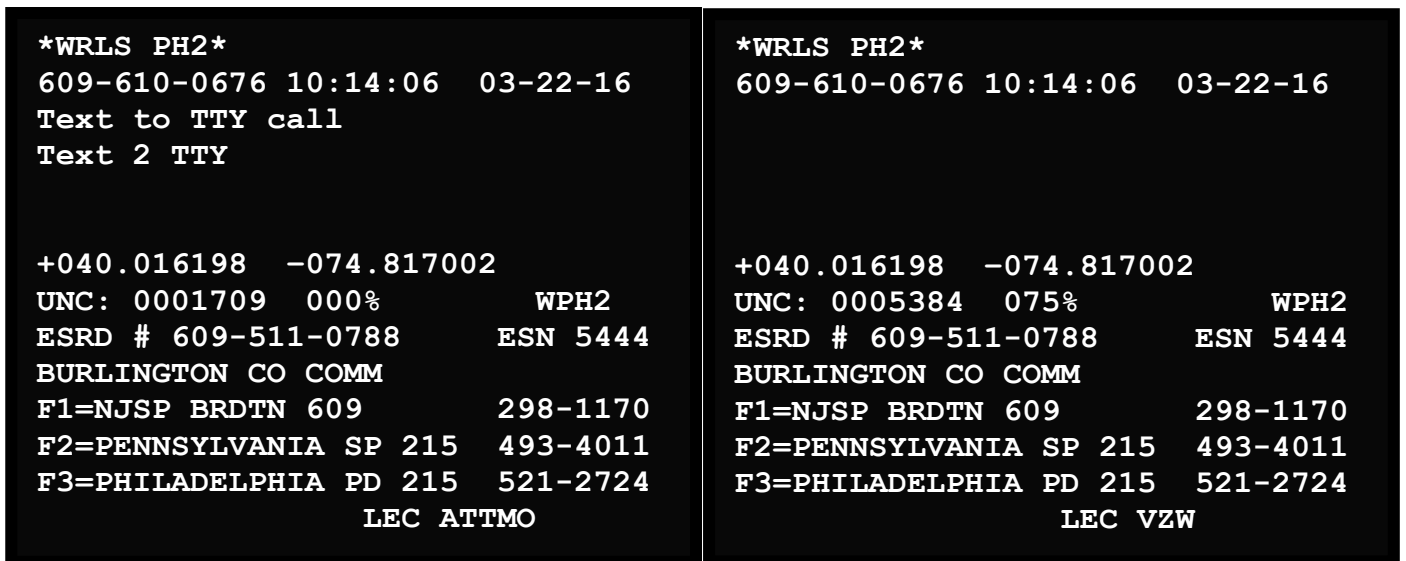 *WRLS PH2*
609-610-0676 10:14:06 03-22-16
Text to TTY call
Text 2 TTY
+040.016198 -074.817002
UNC: 0001709 000% WPH2
ESRD # 609-511-0788 ESN 5444
BURLINGTON CO COMM
F1=NJSP BRDTN 609 298-1170
F2=PENNSYLVANIA SP 215 493-4011
F3=PHILADELPHIA PD 215 521-2724
LEC ATTMO
*WRLS PH2*
609-610-0676 10:14:06 03-22-16
+040.016198 -074.817002
UNC: 0005384 075% WPH2
ESRD # 609-511-0788 ESN 5444
BURLINGTON CO COMM
F1=NJSP BRDTN 609 298-1170
F2=PENNSYLVANIA SP 215 493-4011
F3=PHILADELPHIA PD 215 521-2724
LEC VZW